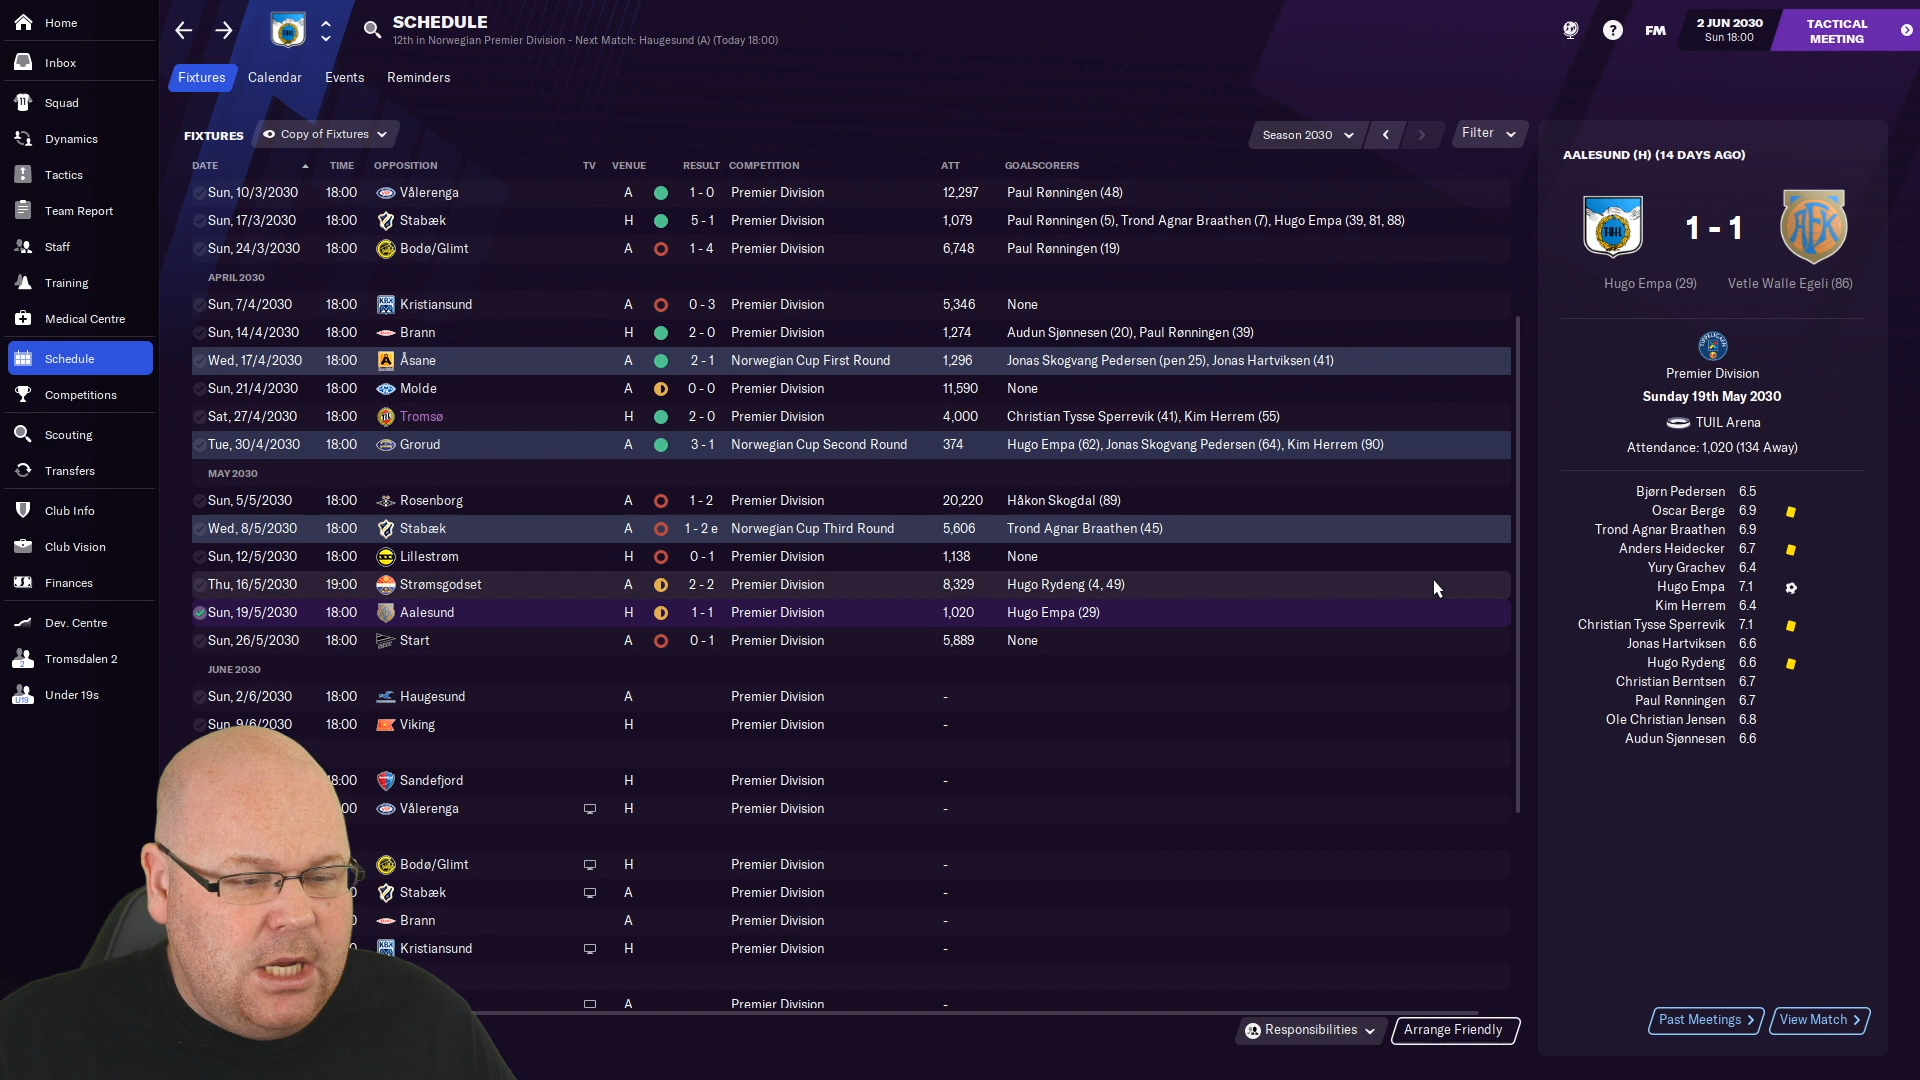 Home
Inbox
Squad
Dynamics
Tactics
Team Report
Staff
Training
Medical Centre
Schedule
Competitions
Scouting
Transfers
Club Info
Club Vision
Finances
Dev. Centre
Tromsdalen 2
Under 19s
SCHEDULE
12th in Norwegian Premier Division - Next Match: Haugesund (A) (Today 18:00)
FM
2 JUN 2030
Sun 18:00
TACTICAL
MEETING
Fixtures Calendar Events Reminders
FIXTURES Copy of Fixtures
Season 2030
Filter
DATE TIME OPPOSITION TV VENUE RESULT COMPETITION ATT GOALSCORERS
Sun, 10/3/2030 18:00 Vålerenga A 1 - 0 Premier Division 12,297 Paul Rønningen (48)
Sun, 17/3/2030 18:00 Stabæk H 5 - 1 Premier Division 1,079 Paul Rønningen (5), Trond Agnar Braathen (7), Hugo Empa (39, 81, 88)
Sun, 24/3/2030 18:00 Bodø/Glimt A 1 - 4 Premier Division 6,748 Paul Rønningen (19)
APRIL 2030
Sun, 7/4/2030 18:00 Kristiansund A 0 - 3 Premier Division 5,346 None
Sun, 14/4/2030 18:00 Brann H 2 - 0 Premier Division 1,274 Audun Sjønnesen (20), Paul Rønningen (39)
Wed, 17/4/2030 18:00 Åsane A 2 - 1 Norwegian Cup First Round 1,296 Jonas Skogvang Pedersen (pen 25), Jonas Hartviksen (41)
Sun, 21/4/2030 18:00 Molde A 0 - 0 Premier Division 11,590 None
Sat, 27/4/2030 18:00 Tromsø H 2 - 0 Premier Division 4,000 Christian Tysse Sperrevik (41), Kim Herrem (55)
Tue, 30/4/2030 18:00 Grorud A 3 - 1 Norwegian Cup Second Round 374 Hugo Empa (62), Jonas Skogvang Pedersen (64), Kim Herrem (90)
MAY 2030
Sun, 5/5/2030 18:00 Rosenborg A 1 - 2 Premier Division 20,220 Håkon Skogdal (89)
Wed, 8/5/2030 18:00 Stabæk A 1 - 2 e Norwegian Cup Third Round 5,606 Trond Agnar Braathen (45)
Sun, 12/5/2030 18:00 Lillestrøm H 0 - 1 Premier Division 1,138 None
Thu, 16/5/2030 19:00 Strømsgodset A 2 - 2 Premier Division 8,329 Hugo Rydeng (4, 49)
Sun, 19/5/2030 18:00 Aalesund H 1 - 1 Premier Division 1,020 Hugo Empa (29)
Sun, 26/5/2030 18:00 Start A 0 - 1 Premier Division 5,889 None
JUNE 2030
Sun, 2/6/2030 18:00 Haugesund A Premier Division -
Sun, 9/6/2030 18:00 Viking H Premier Division -
18:00 Sandefjord H Premier Division -
00 Vålerenga H Premier Division -
0 Bodø/Glimt H Premier Division -
0 Stabæk A Premier Division -
0 Brann A Premier Division -
0 Kristiansund H Premier Division -
A Premier Division -
Responsibilities
Arrange Friendly
AALESUND (H) (14 DAYS AGO)
1 - 1
Hugo Empa (29) Vetle Walle Egeli (86)
Premier Division
Sunday 19th May 2030
TUIL Arena
Attendance: 1,020 (134 Away)
Bjørn Pedersen 6.5
Oscar Berge 6.9
Trond Agnar Braathen 6.9
Anders Heidecker 6.7
Yury Grachev 6.4
Hugo Empa 7.1
Kim Herrem 6.4
Christian Tysse Sperrevik 7.1
Jonas Hartviksen 6.6
Hugo Rydeng 6.6
Christian Berntsen 6.7
Paul Rønningen 6.7
Ole Christian Jensen 6.8
Audun Sjønnesen 6.6
Past Meetings
View Match